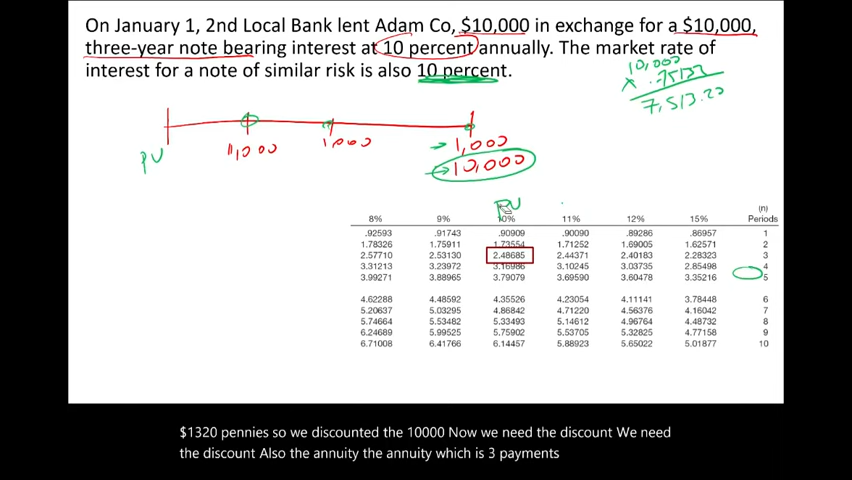 On January 1, 2nd Local Bank lent Adam Co, $10,000 in exchange for a $10,000,
three-year note bearing interest at 10 percent annually. The market rate of
interest for a note of similar risk is also 10 percent.
10,000
x .75132
7,513.20
PV
1,000
1,000
→ 1,000
→ 10,000
PV
(n)
8% 9% 10% 11% 12% 15% Periods
.92593 .91743 .90909 .90090 .89286 .86957 1
1.78326 1.75911 1.73554 1.71252 1.69005 1.62571 2
2.57710 2.53130 2.48685 2.44371 2.40183 2.28323 3
3.31213 3.23972 3.16986 3.10245 3.03735 2.85498 4
3.99271 3.88965 3.79079 3.69590 3.60478 3.35216 5
4.62288 4.48592 4.35526 4.23054 4.11141 3.78448 6
5.20637 5.03295 4.86842 4.71220 4.56376 4.16042 7
5.74664 5.53482 5.33493 5.14612 4.96764 4.48732 8
6.24689 5.99525 5.75902 5.53705 5.32825 4.77158 9
6.71008 6.41766 6.14457 5.88923 5.65022 5.01877 10
$1320 pennies so we discounted the 10000 Now we need the discount We need
the discount Also the annuity the annuity which is 3 payments